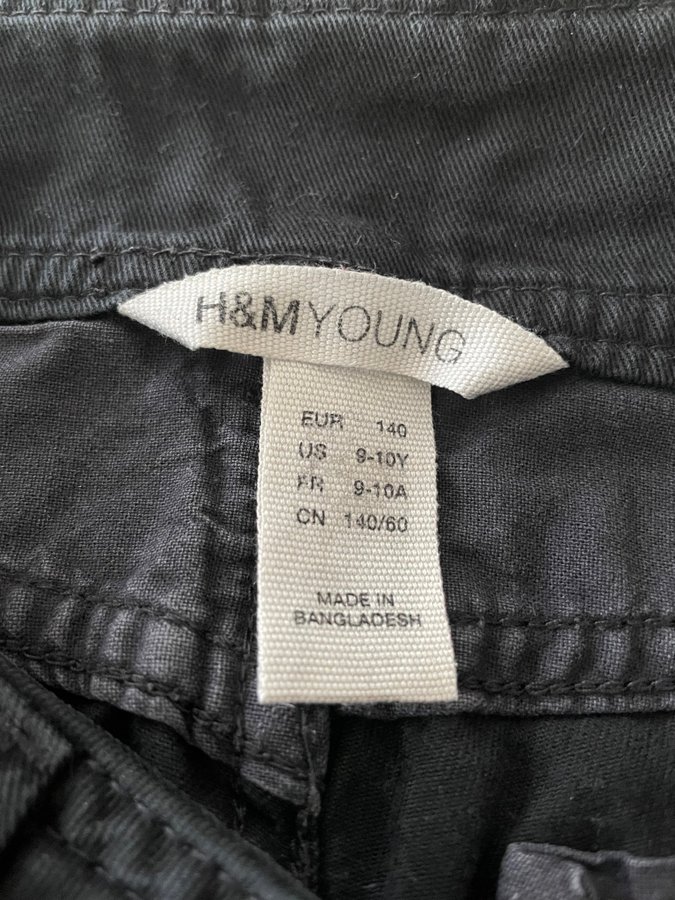 H&MYOUNG
EUR 140
US 9-10Y
FR 9-10A
CN 140/60
MADE IN
BANGLADESH